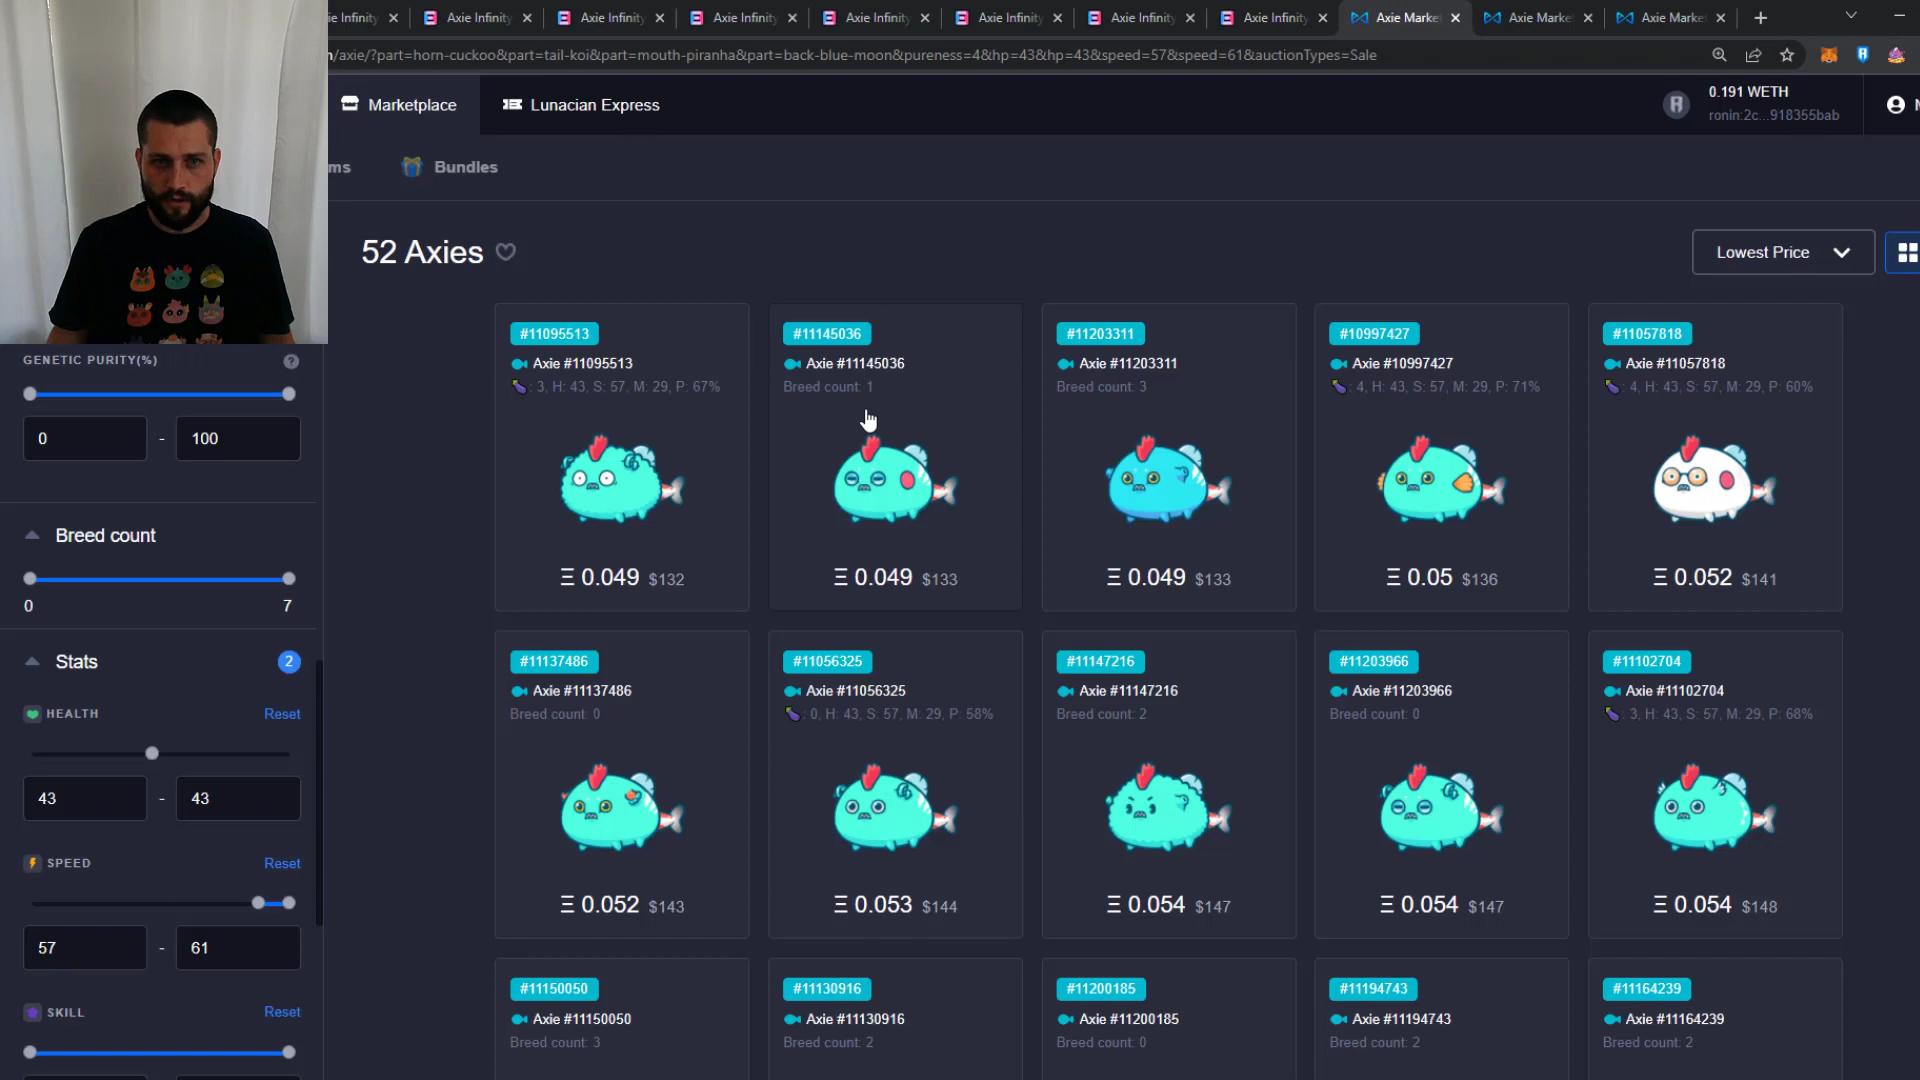 ie Infinity
Axie Infinity
Axie Infinity
Axie Infinity
Axie Infinity
Axie Infinity
Axie Infinity
Axie Infinity
Axie Marke
Axie Marke
Axie Marke
/axie/?part=horn-cuckoo&part=tail-koi&part=mouth-piranha&part=back-blue-moon&pureness=4&hp=43&hp=43&speed=57&speed=61&auctionTypes=Sale
Marketplace
Lunacian Express
0.191 WETH
ronin:2c...918355bab
ms
Bundles
52 Axies
Lowest Price
GENETIC PURITY(%)
?
0 - 100
Breed count
0 7
Stats
2
HEALTH
Reset
43 - 43
SPEED
Reset
57 - 61
SKILL
Reset
#11095513
Axie #11095513
: 3, H: 43, S: 57, M: 29, P: 67%
Ξ 0.049 $132
#11145036
Axie #11145036
Breed count: 1
Ξ 0.049 $133
#11203311
Axie #11203311
Breed count: 3
Ξ 0.049 $133
#10997427
Axie #10997427
: 4, H: 43, S: 57, M: 29, P: 71%
Ξ 0.05 $136
#11057818
Axie #11057818
: 4, H: 43, S: 57, M: 29, P: 60%
Ξ 0.052 $141
#11137486
Axie #11137486
Breed count: 0
Ξ 0.052 $143
#11056325
Axie #11056325
: 0, H: 43, S: 57, M: 29, P: 58%
Ξ 0.053 $144
#11147216
Axie #11147216
Breed count: 2
Ξ 0.054 $147
#11203966
Axie #11203966
Breed count: 0
Ξ 0.054 $147
#11102704
Axie #11102704
: 3, H: 43, S: 57, M: 29, P: 68%
Ξ 0.054 $148
#11150050
Axie #11150050
Breed count: 3
#11130916
Axie #11130916
Breed count: 2
#11200185
Axie #11200185
Breed count: 0
#11194743
Axie #11194743
Breed count: 2
#11164239
Axie #11164239
Breed count: 2